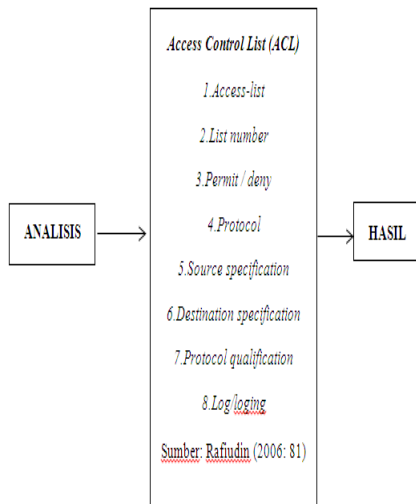 ANALISIS
Access Control List (ACL)
1.Access-list
2.List number
3.Permit / deny
4.Protocol
5.Source specification
6.Destination specification
7.Protocol qualification
8.Log/loging
Sumber: Rafiudin (2006: 81)
HASIL